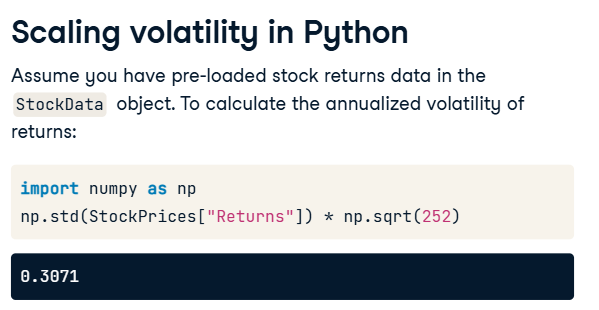 Scaling volatility in Python
Assume you have pre-loaded stock returns data in the
StockData object. To calculate the annualized volatility of
returns:
import numpy as np
np.std(StockPrices["Returns"]) * np.sqrt(252)
0.3071